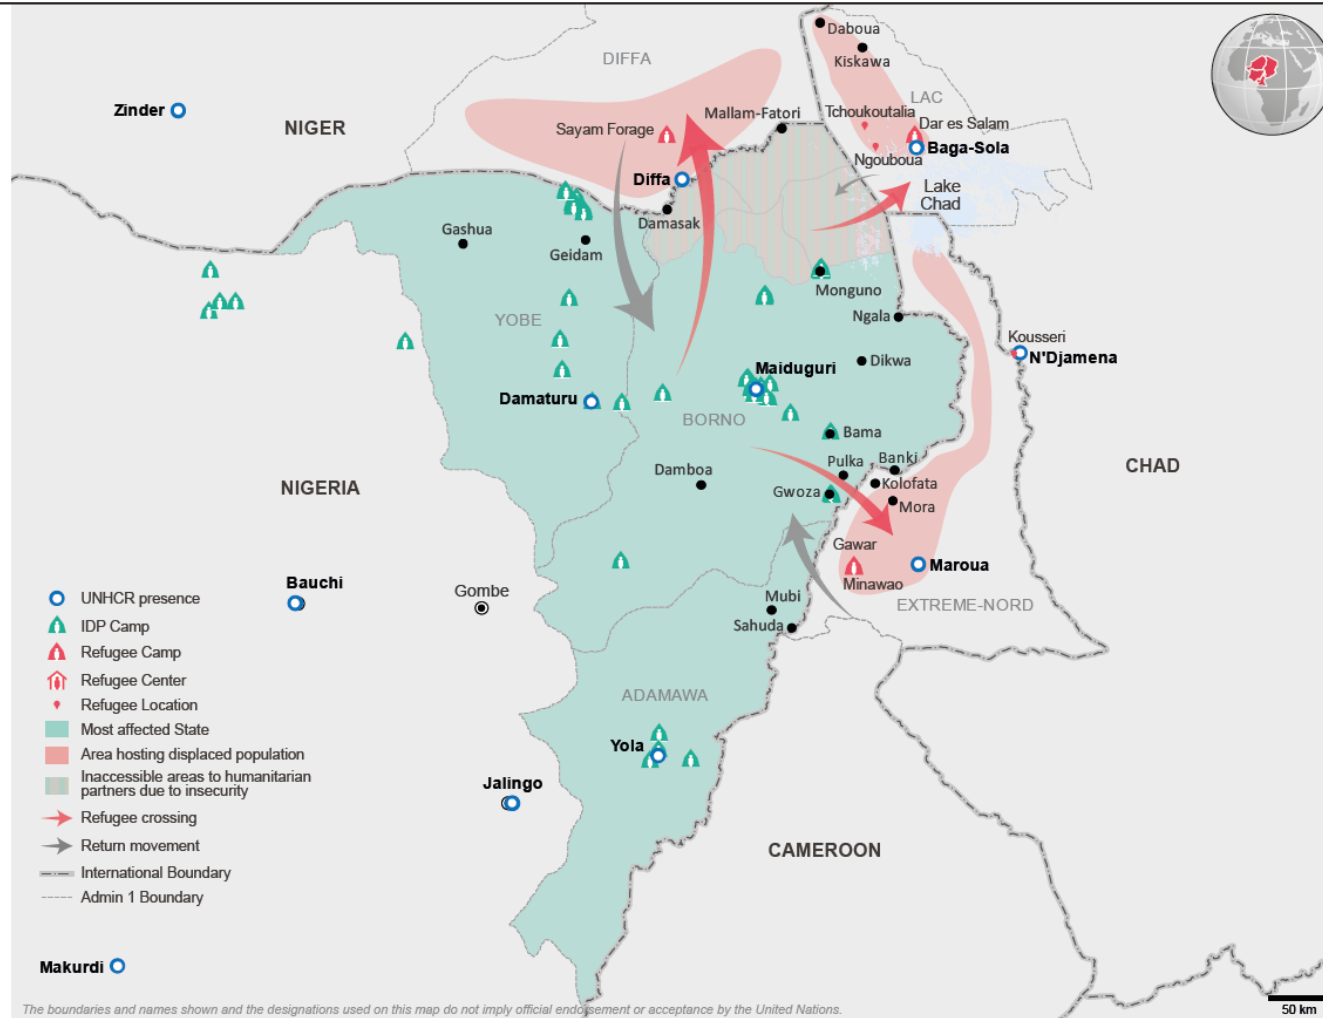 Daboua
Kiskawa
DIFFA
LAC
Zinder
NIGER
Mallam-Fatori
Tchoukoutalia
Sayam Forage
Dar es Salam
Baga-Sola
Ngouboua
Diffa
Lake
Chad
Damasak
Gashua
Geidam
Monguno
YOBE
Ngala
Kousseri
N'Djamena
Dikwa
Maiduguri
Damaturu
BORNO
Bama
Pulka
Banki
CHAD
Damboa
Kolofata
NIGERIA
Gwoza
Mora
Gawar
Maroua
Minawao
Bauchi
Gombe
Mubi
EXTREME-NORD
Sahuda
UNHCR presence
IDP Camp
Refugee Camp
Refugee Center
Refugee Location
Most affected State
Area hosting displaced population
Inaccessible areas to humanitarian
partners due to insecurity
Refugee crossing
Return movement
International Boundary
Admin 1 Boundary
ADAMAWA
Yola
Jalingo
CAMEROON
Makurdi
The boundaries and names shown and the designations used on this map do not imply official endorsement or acceptance by the United Nations.
50 km